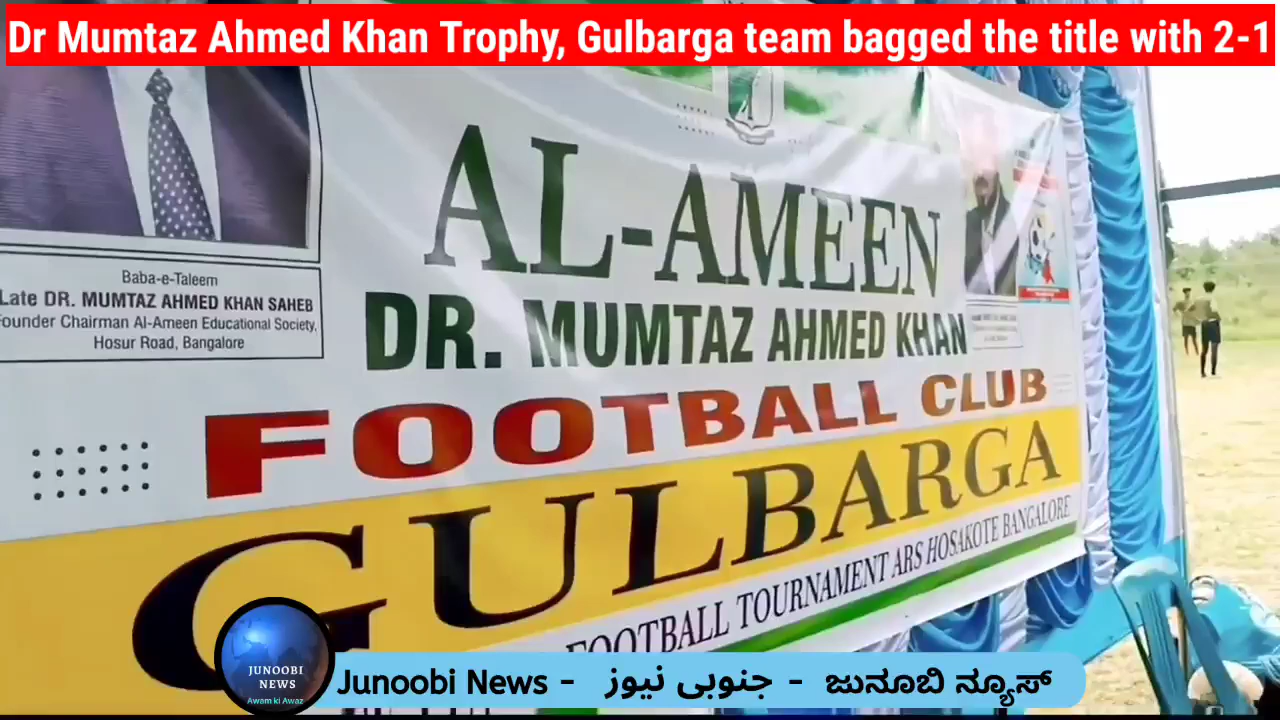 Dr Mumtaz Ahmed Khan Trophy, Gulbarga team bagged the title with 2-1
Baba-e-Taleem
Late DR. MUMTAZ AHMED KHAN SAHEB
Founder Chairman Al-Ameen Educational Society,
Hosur Road, Bangalore
AL-AMEEN
DR. MUMTAZ AHMED KHAN
FOOTBALL CLUB
GULBARGA
FOOTBALL TOURNAMENT ARS HOSAKOTE BANGALORE
JUNOOBI
NEWS
Awam ki Awaz
Junoobi News - جنوبی نیوز - ಜುನೂಬಿ ನ್ಯೂಸ್